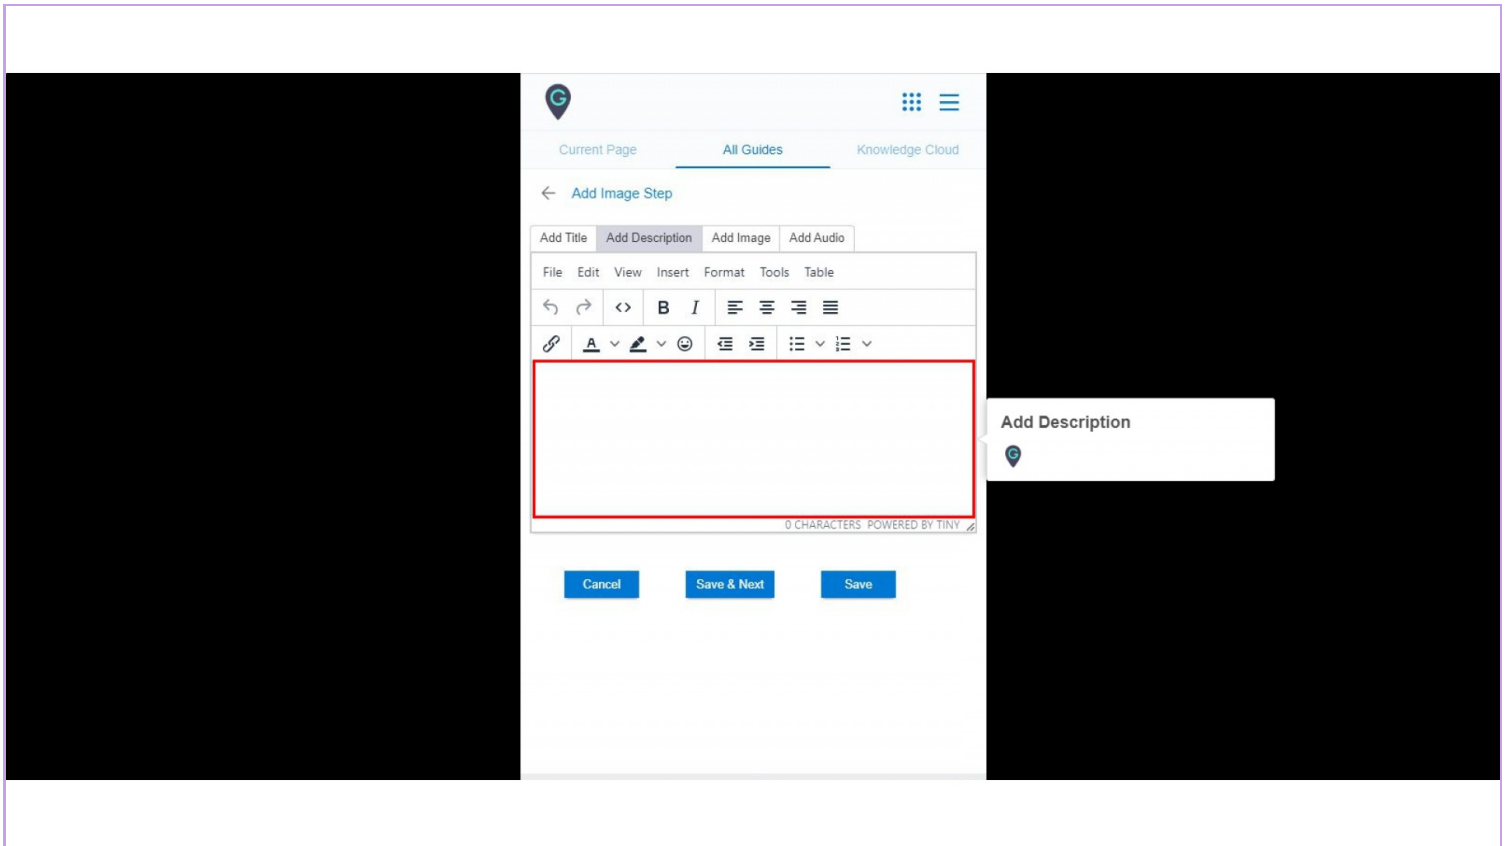 G
Current Page All Guides Knowledge Cloud
Add Image Step
Add Title Add Description Add Image Add Audio
File Edit View Insert Format Tools Table
B I
A
Add Description
G
0 CHARACTERS POWERED BY TINY
Cancel Save & Next Save